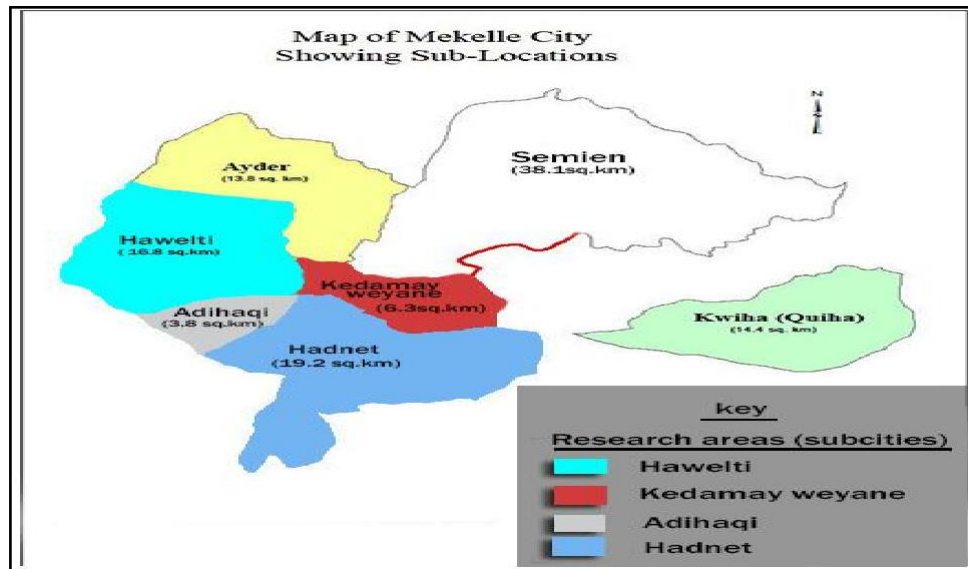 Map of Mekelle City
Showing Sub-Locations
N
Semien
(38.1sq.km)
Ayder
(13.8 sq. km)
Hawelti
( 16.8 sq.km)
Kedamay
weyane
(6.3sq.km)
Adihaqi
(3.8 sq.km)
Kwiha (Quiha)
(14.4 sq. km)
Hadnet
(19.2 sq.km)
key
Research areas (subcities)
Hawelti
Kedamay weyane
Adihaqi
Hadnet